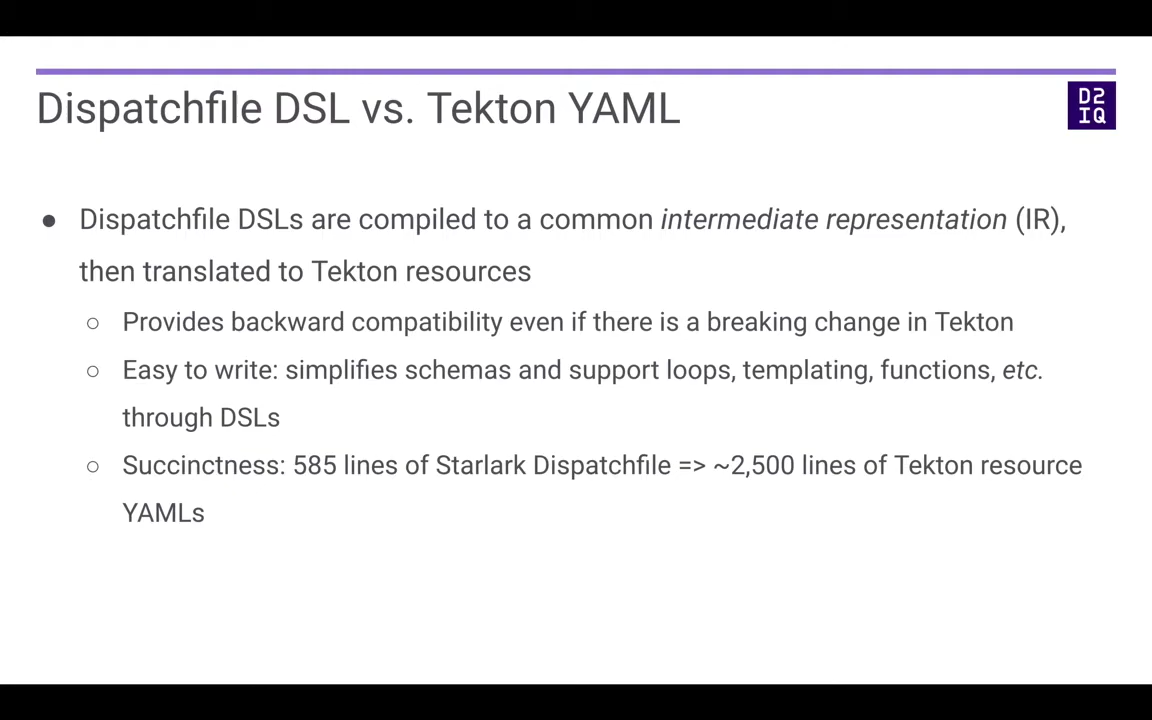 Dispatchfile DSL vs. Tekton YAML
D2
IQ
● Dispatchfile DSLs are compiled to a common intermediate representation (IR),
then translated to Tekton resources
○ Provides backward compatibility even if there is a breaking change in Tekton
○ Easy to write: simplifies schemas and support loops, templating, functions, etc.
through DSLs
○ Succinctness: 585 lines of Starlark Dispatchfile => ~2,500 lines of Tekton resource
YAMLs